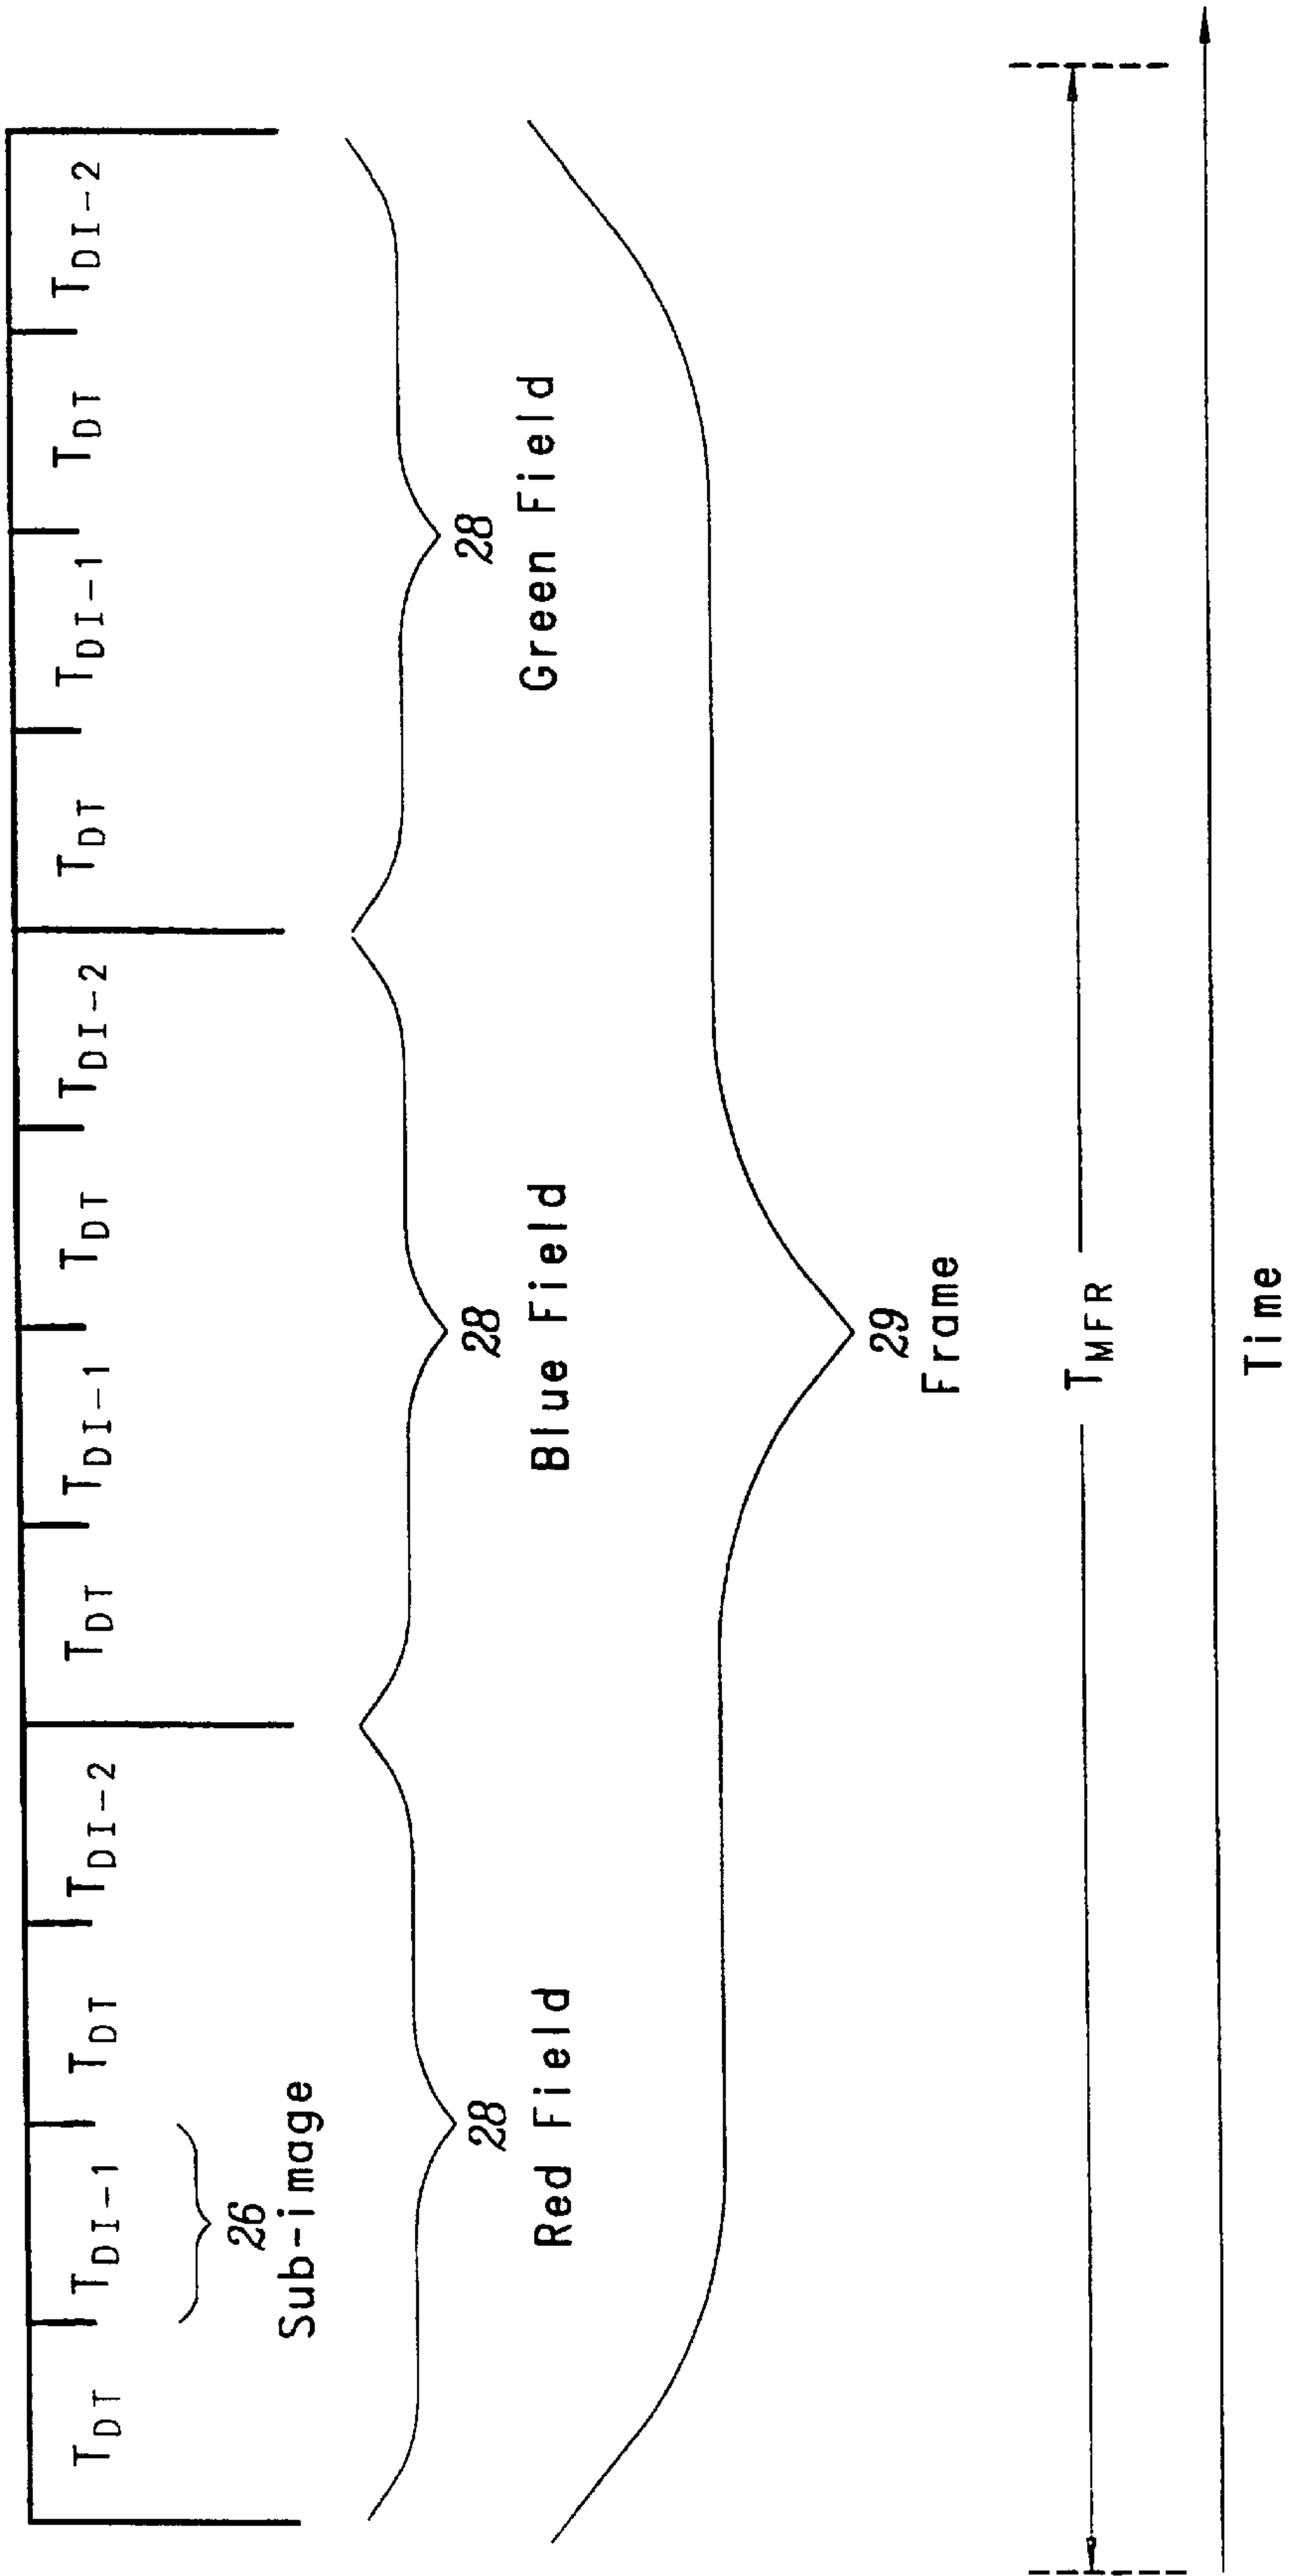 T_DT T_DI-1 T_DT T_DI-2 T_DT T_DI-1 T_DT T_DI-2 T_DT T_DI-1 T_DT T_DI-2
26
Sub-image
28 28 28
Red Field Blue Field Green Field
29
Frame
T_MFR
Time